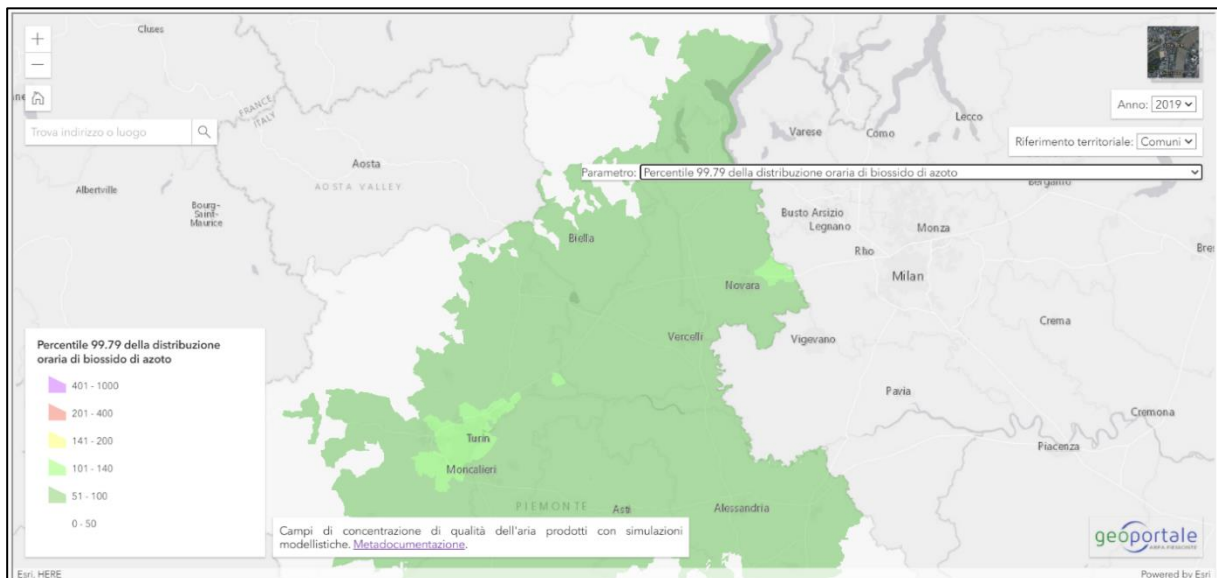 +
Cluses
−
FRANCE
ITALY
Trova indirizzo o luogo
Anno: 2019
Lecco
Varese
Como
Riferimento territoriale: Comuni
Aosta
AOSTA VALLEY
Parametro: Percentile 99.79 della distribuzione oraria di biossido di azoto
Albertville
Bourg-
Saint-
Maurice
Bergamo
Busto Arsizio
Legnano
Monza
Biella
Rho
Milan
Novara
Crema
Vercelli
Vigevano
Percentile 99.79 della distribuzione
oraria di biossido di azoto
401 - 1000
201 - 400
141 - 200
101 - 140
51 - 100
0 - 50
Pavia
Cremona
Turin
Piacenza
Moncalieri
PIEMONTE
Asti
Alessandria
Campi di concentrazione di qualità dell'aria prodotti con simulazioni
modellistiche. Metadocumentazione.
geoportale
ARPA PIEMONTE
Esri, HERE
Powered by Esri